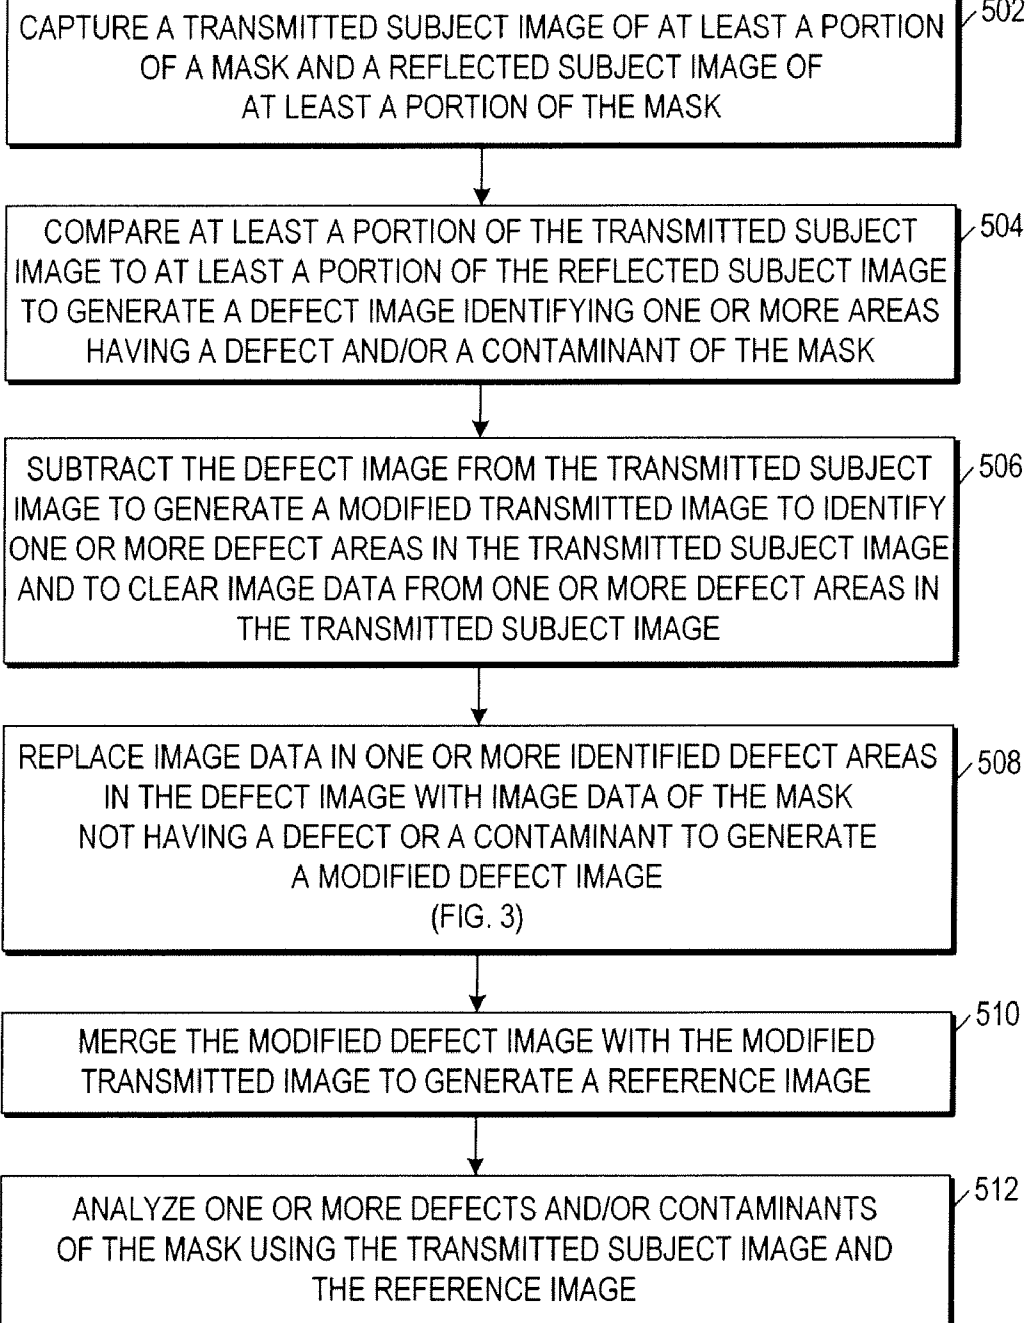 502
CAPTURE A TRANSMITTED SUBJECT IMAGE OF AT LEAST A PORTION
OF A MASK AND A REFLECTED SUBJECT IMAGE OF
AT LEAST A PORTION OF THE MASK
504
COMPARE AT LEAST A PORTION OF THE TRANSMITTED SUBJECT
IMAGE TO AT LEAST A PORTION OF THE REFLECTED SUBJECT IMAGE
TO GENERATE A DEFECT IMAGE IDENTIFYING ONE OR MORE AREAS
HAVING A DEFECT AND/OR A CONTAMINANT OF THE MASK
506
SUBTRACT THE DEFECT IMAGE FROM THE TRANSMITTED SUBJECT
IMAGE TO GENERATE A MODIFIED TRANSMITTED IMAGE TO IDENTIFY
ONE OR MORE DEFECT AREAS IN THE TRANSMITTED SUBJECT IMAGE
AND TO CLEAR IMAGE DATA FROM ONE OR MORE DEFECT AREAS IN
THE TRANSMITTED SUBJECT IMAGE
508
REPLACE IMAGE DATA IN ONE OR MORE IDENTIFIED DEFECT AREAS
IN THE DEFECT IMAGE WITH IMAGE DATA OF THE MASK
NOT HAVING A DEFECT OR A CONTAMINANT TO GENERATE
A MODIFIED DEFECT IMAGE
(FIG. 3)
510
MERGE THE MODIFIED DEFECT IMAGE WITH THE MODIFIED
TRANSMITTED IMAGE TO GENERATE A REFERENCE IMAGE
512
ANALYZE ONE OR MORE DEFECTS AND/OR CONTAMINANTS
OF THE MASK USING THE TRANSMITTED SUBJECT IMAGE AND
THE REFERENCE IMAGE